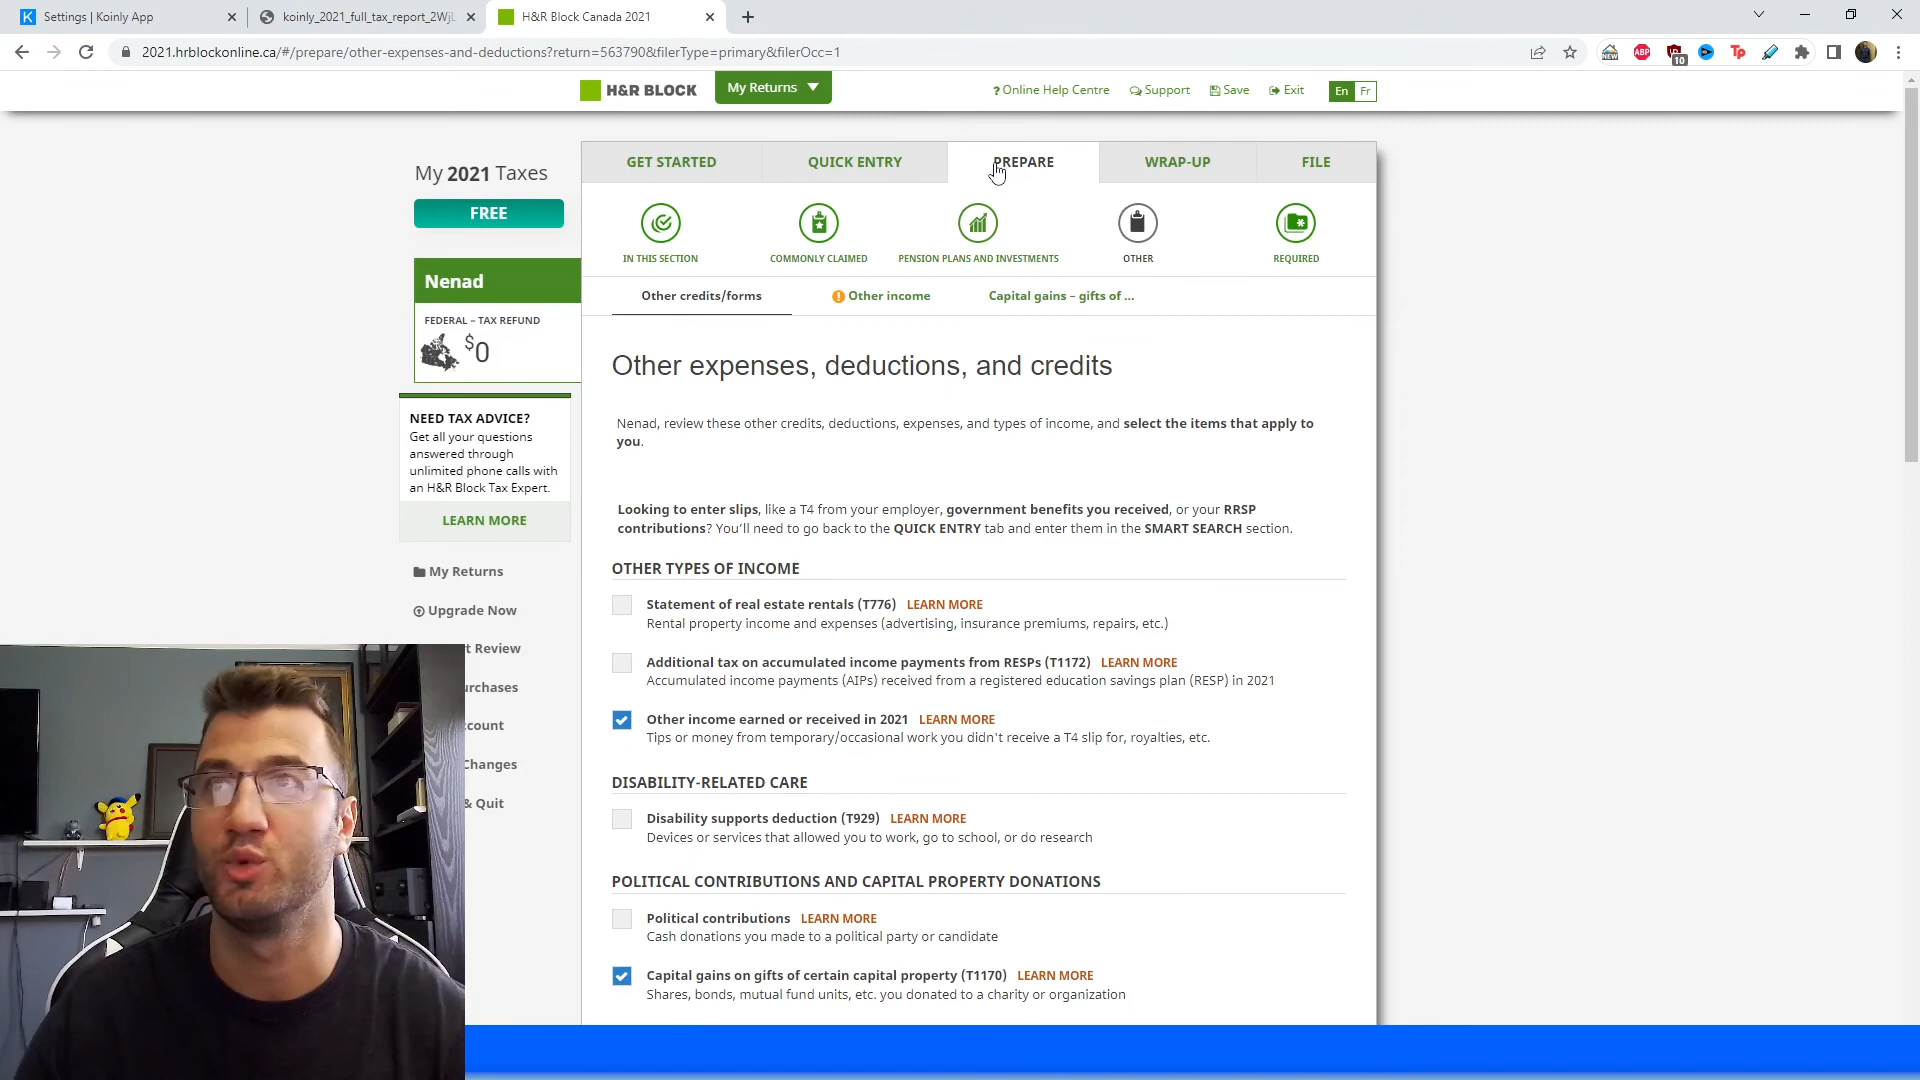 Settings | Koinly App
koinly_2021_full_tax_report_2WjL
H&R Block Canada 2021
2021.hrblockonline.ca/#/prepare/other-expenses-and-deductions?return=563790&filerType=primary&filerOcc=1
NEW
ABP
10
Tp
H&R BLOCK
My Returns
? Online Help Centre
Support
Save
Exit
En
Fr
My 2021 Taxes
FREE
GET STARTED
QUICK ENTRY
PREPARE
WRAP-UP
FILE
IN THIS SECTION
COMMONLY CLAIMED
PENSION PLANS AND INVESTMENTS
OTHER
REQUIRED
Nenad
FEDERAL – TAX REFUND
$0
Other credits/forms
! Other income
Capital gains – gifts of ...
Other expenses, deductions, and credits
NEED TAX ADVICE?
Get all your questions
answered through
unlimited phone calls with
an H&R Block Tax Expert.
LEARN MORE
Nenad, review these other credits, deductions, expenses, and types of income, and select the items that apply to
you.
Looking to enter slips, like a T4 from your employer, government benefits you received, or your RRSP
contributions? You'll need to go back to the QUICK ENTRY tab and enter them in the SMART SEARCH section.
My Returns
Upgrade Now
t Review
urchases
count
Changes
& Quit
OTHER TYPES OF INCOME
Statement of real estate rentals (T776) LEARN MORE
Rental property income and expenses (advertising, insurance premiums, repairs, etc.)
Additional tax on accumulated income payments from RESPs (T1172) LEARN MORE
Accumulated income payments (AIPs) received from a registered education savings plan (RESP) in 2021
Other income earned or received in 2021 LEARN MORE
Tips or money from temporary/occasional work you didn't receive a T4 slip for, royalties, etc.
DISABILITY-RELATED CARE
Disability supports deduction (T929) LEARN MORE
Devices or services that allowed you to work, go to school, or do research
POLITICAL CONTRIBUTIONS AND CAPITAL PROPERTY DONATIONS
Political contributions LEARN MORE
Cash donations you made to a political party or candidate
Capital gains on gifts of certain capital property (T1170) LEARN MORE
Shares, bonds, mutual fund units, etc. you donated to a charity or organization